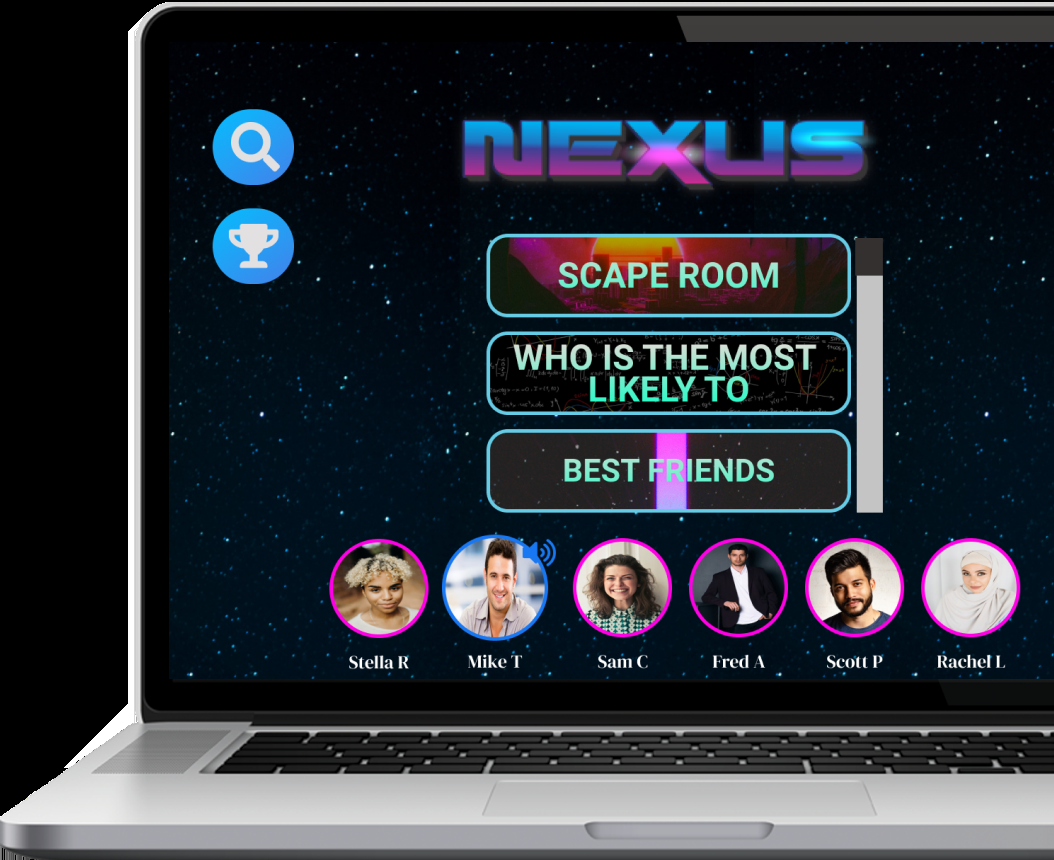 NEXUS
SCAPE ROOM
WHO IS THE MOST
LIKELY TO
BEST FRIENDS
Stella R
Mike T
Sam C
Fred A
Scott P
Rachel L